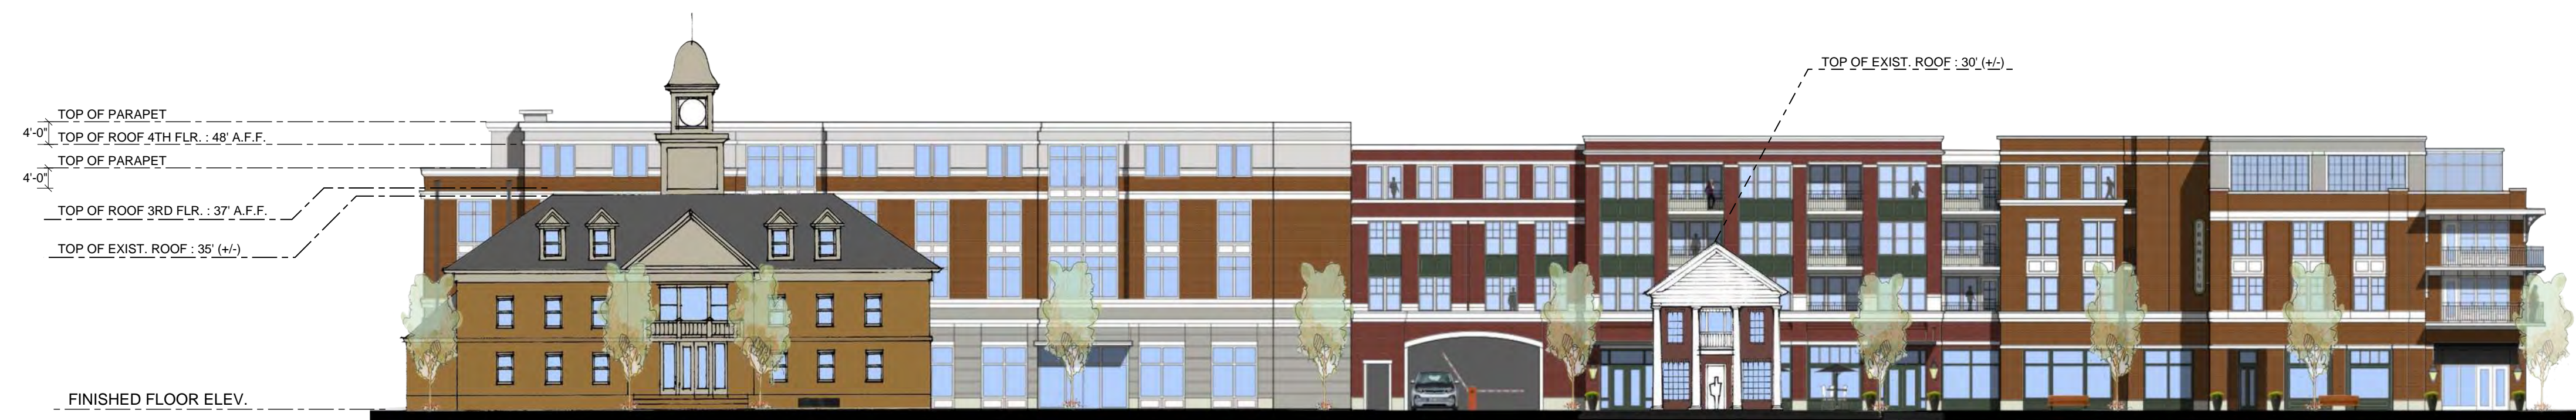 TOP OF EXIST. ROOF : 30' (+/-)
TOP OF PARAPET
4'-0"
TOP OF ROOF 4TH FLR. : 48' A.F.F.
TOP OF PARAPET
4'-0"
TOP OF ROOF 3RD FLR. : 37' A.F.F.
TOP OF EXIST. ROOF : 35' (+/-)
FRANKLIN
FINISHED FLOOR ELEV.